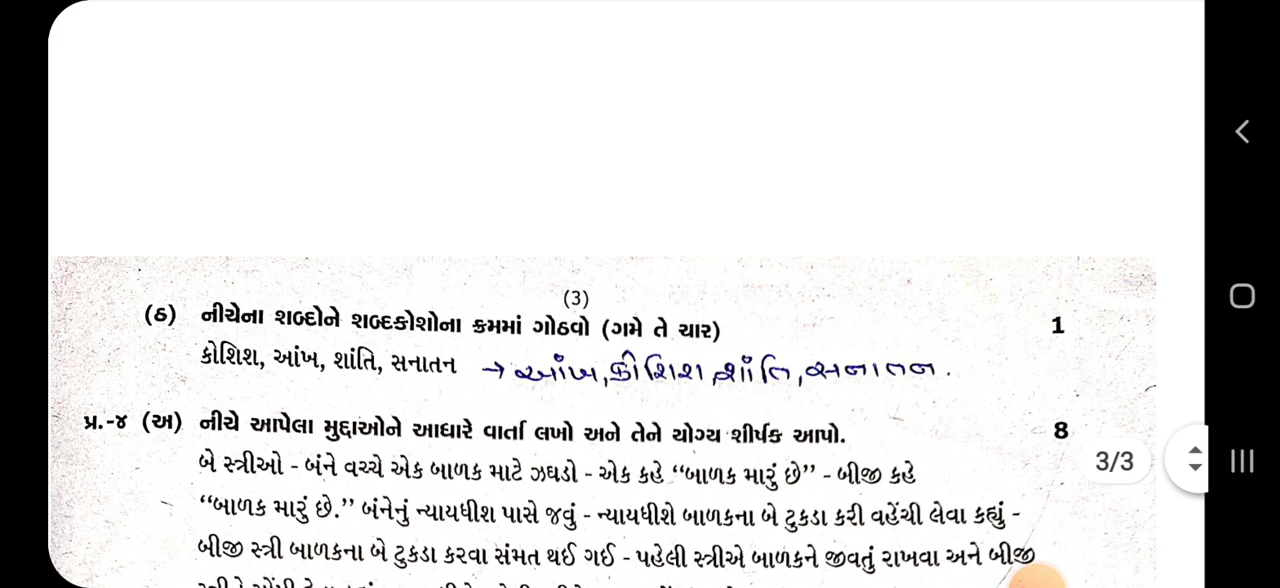 (3)
(ઠ) નીચેના શબ્દોને શબ્દકોશોના ક્રમમાં ગોઠવો (ગમે તે ચાર) 1
કોશિશ, આંખ, શાંતિ, સનાતન → આંખ, કોશિશ, શાંતિ, સનાતન.
પ્ર.-૪ (અ) નીચે આપેલા મુદ્દાઓને આધારે વાર્તા લખો અને તેને યોગ્ય શીર્ષક આપો. 8
બે સ્ત્રીઓ - બંને વચ્ચે એક બાળક માટે ઝઘડો - એક કહે “બાળક મારું છે” - બીજી કહે
“બાળક મારું છે.” બંનેનું ન્યાયધીશ પાસે જવું - ન્યાયધીશે બાળકના બે ટુકડા કરી વહેંચી લેવા કહ્યું -
બીજી સ્ત્રી બાળકના બે ટુકડા કરવા સંમત થઈ ગઈ - પહેલી સ્ત્રીએ બાળકને જીવતું રાખવા અને બીજી
3/3